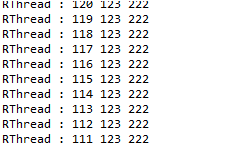 RThread : 120 123 222
RThread : 119 123 222
RThread : 118 123 222
RThread : 117 123 222
RThread : 116 123 222
RThread : 115 123 222
RThread : 114 123 222
RThread : 113 123 222
RThread : 112 123 222
RThread : 111 123 222